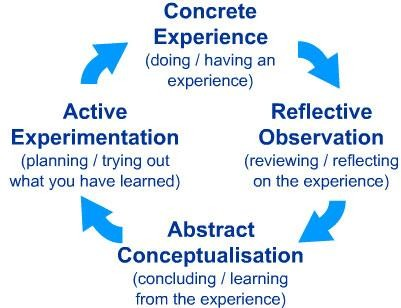 Concrete
Experience
(doing / having an
experience)
Active
Experimentation
(planning / trying out
what you have learned)
Reflective
Observation
(reviewing / reflecting
on the experience)
Abstract
Conceptualisation
(concluding / learning
from the experience)